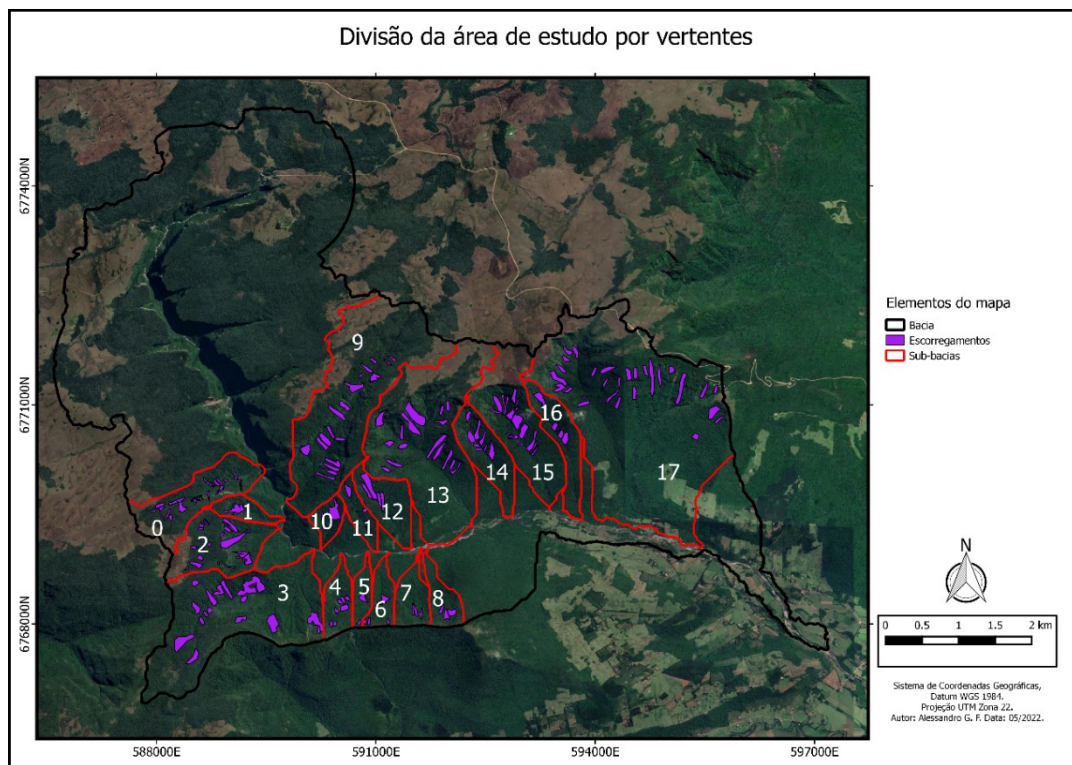 Divisão da área de estudo por vertentes
6774000N
6771000N
6768000N
9
16
14
15
17
13
12
10
11
1
0
2
3
4
5
6
7
8
588000E
591000E
594000E
597000E
Elementos do mapa
Bacia
Escorregamentos
Sub-bacias
N
0 0.5 1 1.5 2 km
Sistema de Coordenadas Geográficas,
Datum WGS 1984.
Projeção UTM Zona 22.
Autor: Alessandro G. F. Data: 05/2022.